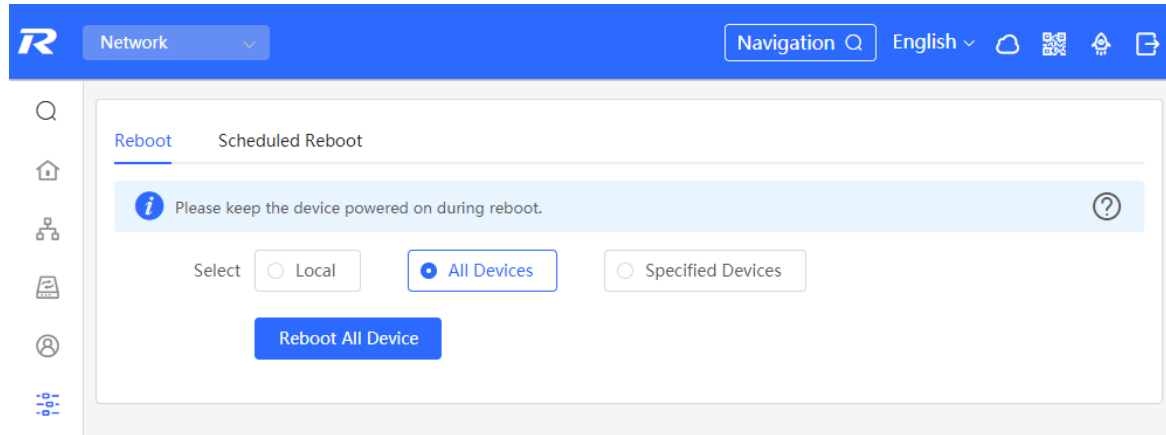 Network Navigation English
Reboot Scheduled Reboot
i Please keep the device powered on during reboot. ?
Select Local All Devices Specified Devices
Reboot All Device